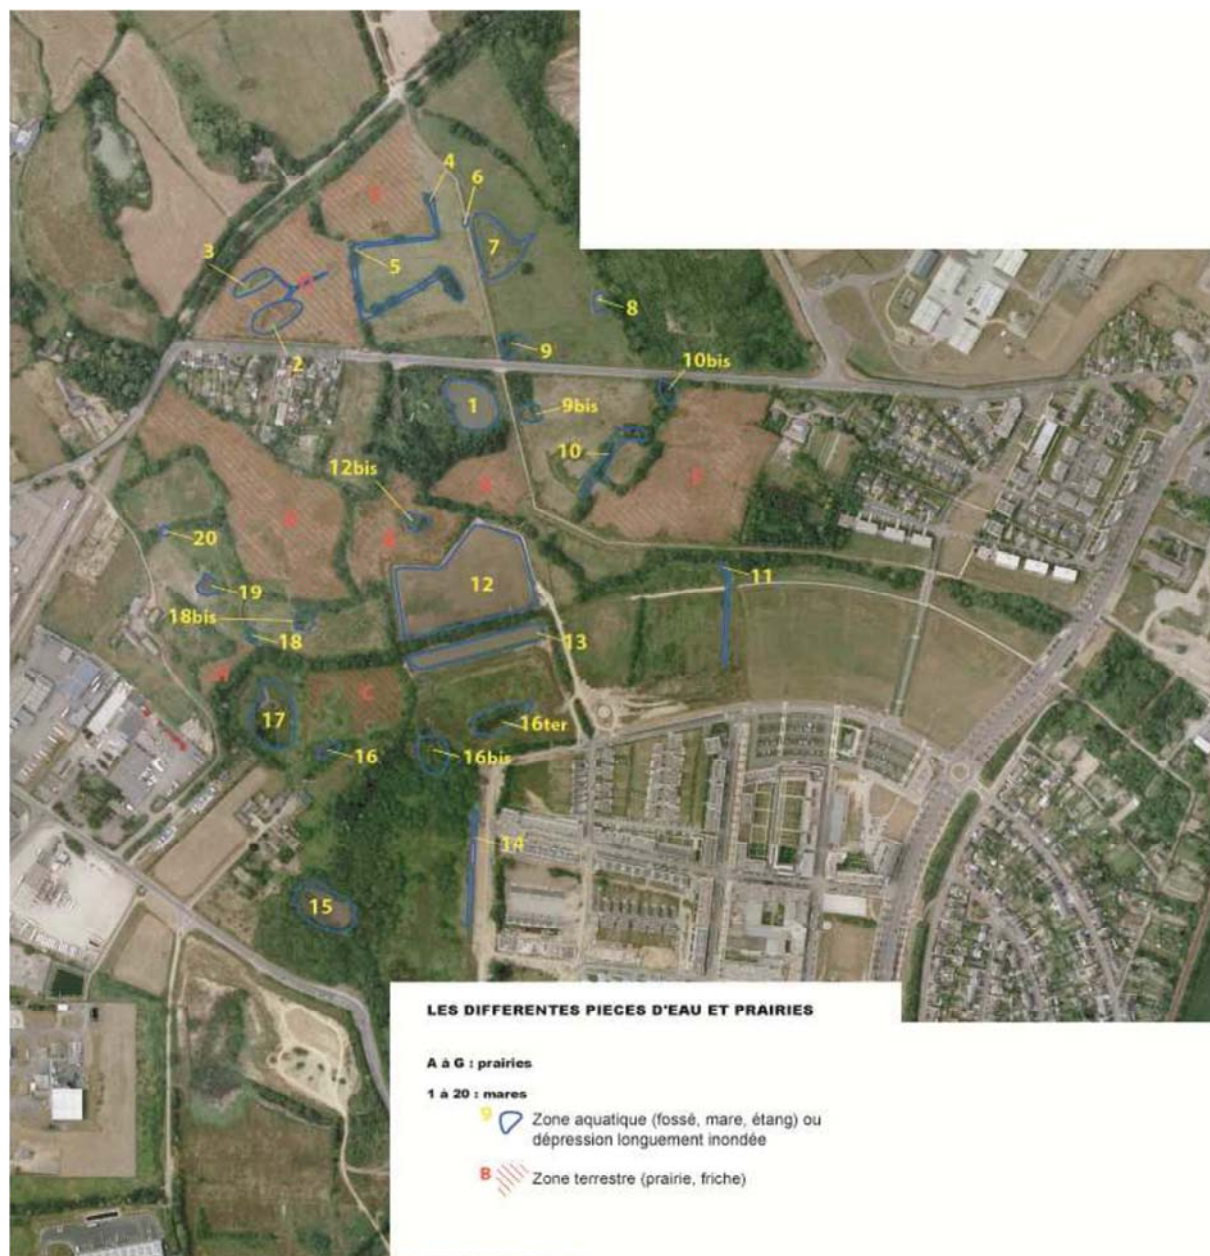 4
6
3
5
7
8
2
9
10bis
1
9bis
10
12bis
F
B
20
12
11
19
18bis
18
13
C
17
16ter
16
16bis
14
15
LES DIFFERENTES PIECES D'EAU ET PRAIRIES
A à G : prairies
1 à 20 : mares
9 Zone aquatique (fossé, mare, étang) ou
dépression longuement inondée
B Zone terrestre (prairie, friche)